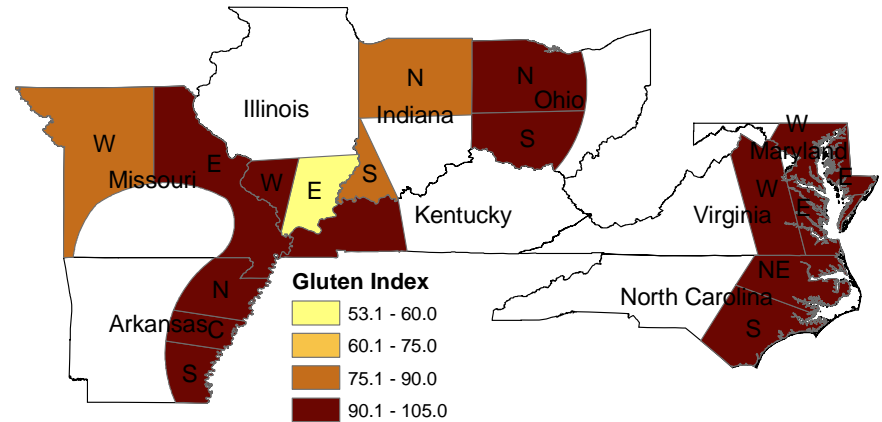 N
N
Ohio
Illinois
Indiana
W
Maryland
W
S
E
Missouri
W
E
S
W
E
E
Kentucky
Virginia
NE
North Carolina
N
Arkansas
C
S
S
Gluten Index
53.1 - 60.0
60.1 - 75.0
75.1 - 90.0
90.1 - 105.0